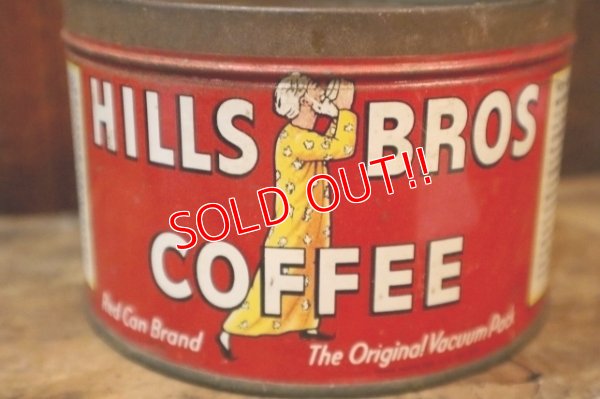 HILLS BROS
SOLD OUT!!
COFFEE
Red Can Brand
The Original Vacuum Pack